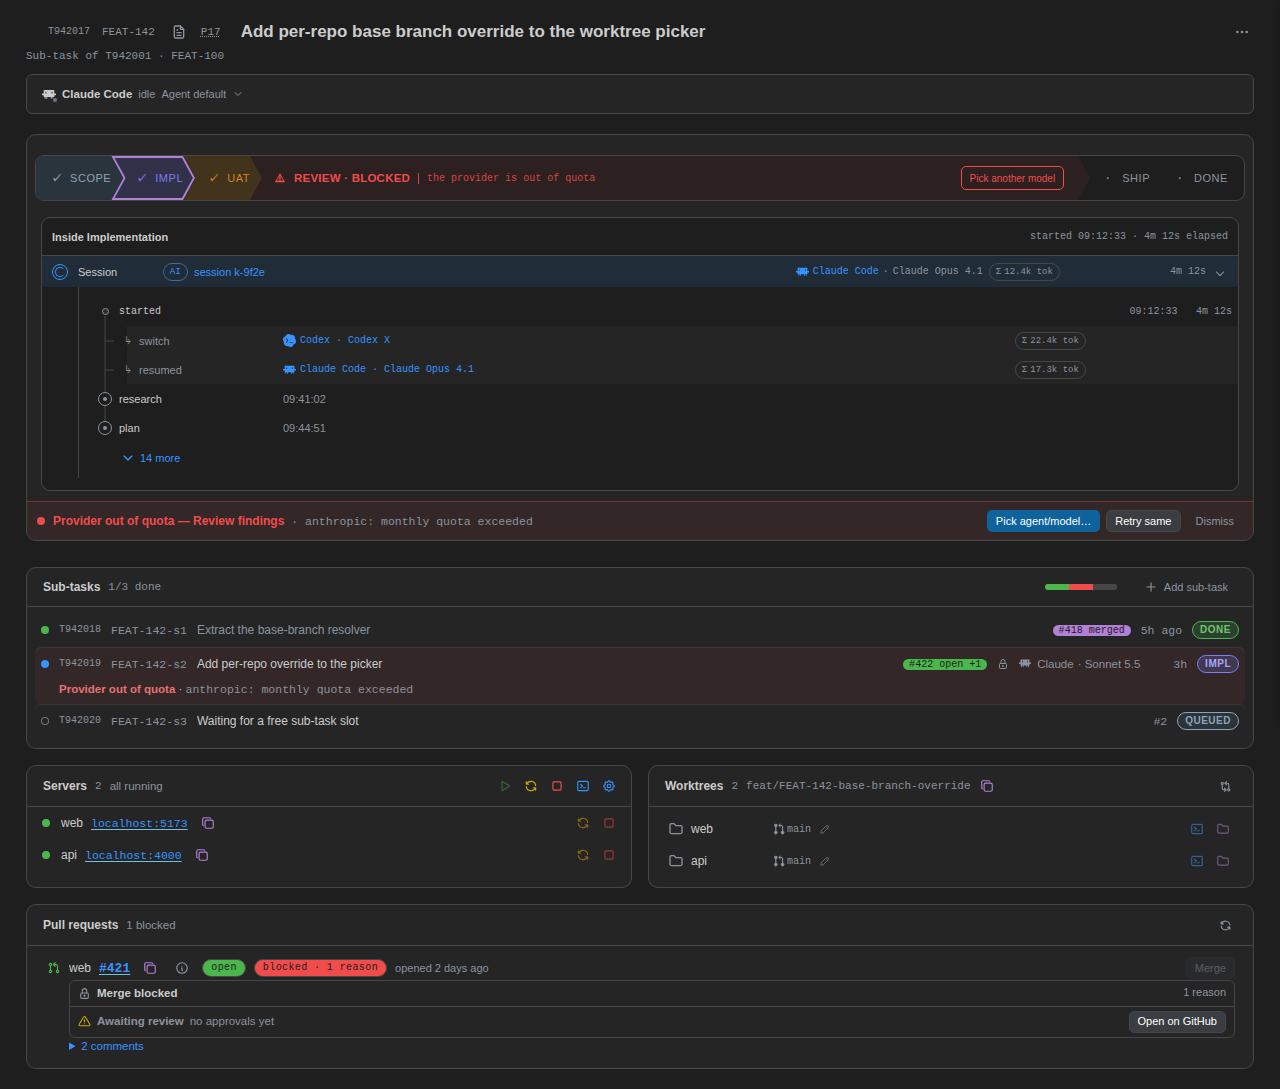 T942017 FEAT-142 P17 Add per-repo base branch override to the worktree picker
Sub-task of T942001 · FEAT-100
Claude Code idle Agent default
SCOPE IMPL UAT REVIEW · BLOCKED the provider is out of quota Pick another model · SHIP · DONE
Inside Implementation started 09:12:33 · 4m 12s elapsed
Session AI session k-9f2e Claude Code · Claude Opus 4.1 Σ 12.4k tok 4m 12s
started 09:12:33 4m 12s
↳ switch Codex · Codex X Σ 22.4k tok
↳ resumed Claude Code · Claude Opus 4.1 Σ 17.3k tok
research 09:41:02
plan 09:44:51
14 more
Provider out of quota — Review findings · anthropic: monthly quota exceeded Pick agent/model… Retry same Dismiss
Sub-tasks 1/3 done Add sub-task
T942018 FEAT-142-s1 Extract the base-branch resolver #418 merged 5h ago DONE
T942019 FEAT-142-s2 Add per-repo override to the picker #422 open +1 Claude · Sonnet 5.5 3h IMPL
Provider out of quota · anthropic: monthly quota exceeded
T942020 FEAT-142-s3 Waiting for a free sub-task slot #2 QUEUED
Servers 2 all running
web localhost:5173
api localhost:4000
Worktrees 2 feat/FEAT-142-base-branch-override
web main
api main
Pull requests 1 blocked
web #421 open blocked · 1 reason opened 2 days ago Merge
Merge blocked 1 reason
Awaiting review no approvals yet Open on GitHub
2 comments